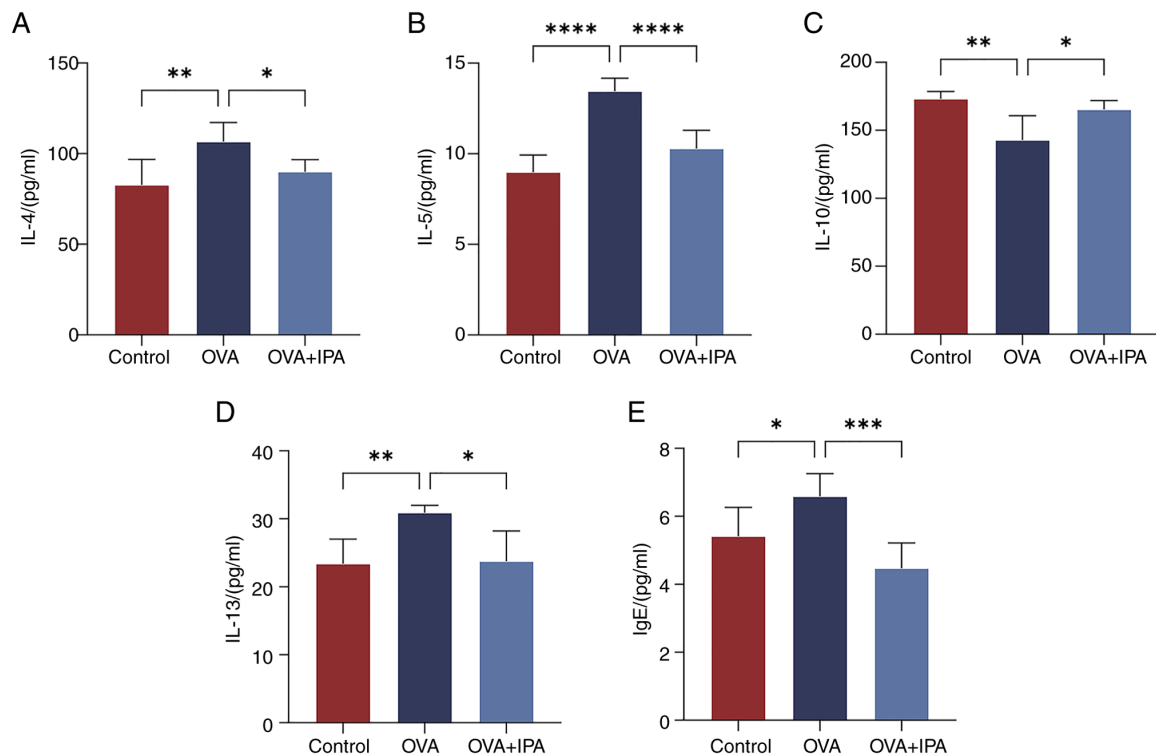 A
IL-4/(pg/ml)
150
100
50
0
** *
Control OVA OVA+IPA
B
IL-5/(pg/ml)
15
10
5
0
**** ****
Control OVA OVA+IPA
C
IL-10/(pg/ml)
200
150
100
50
0
** *
Control OVA OVA+IPA
D
IL-13/(pg/ml)
40
30
20
10
0
** *
Control OVA OVA+IPA
E
IgE/(pg/ml)
8
6
4
2
0
* ***
Control OVA OVA+IPA